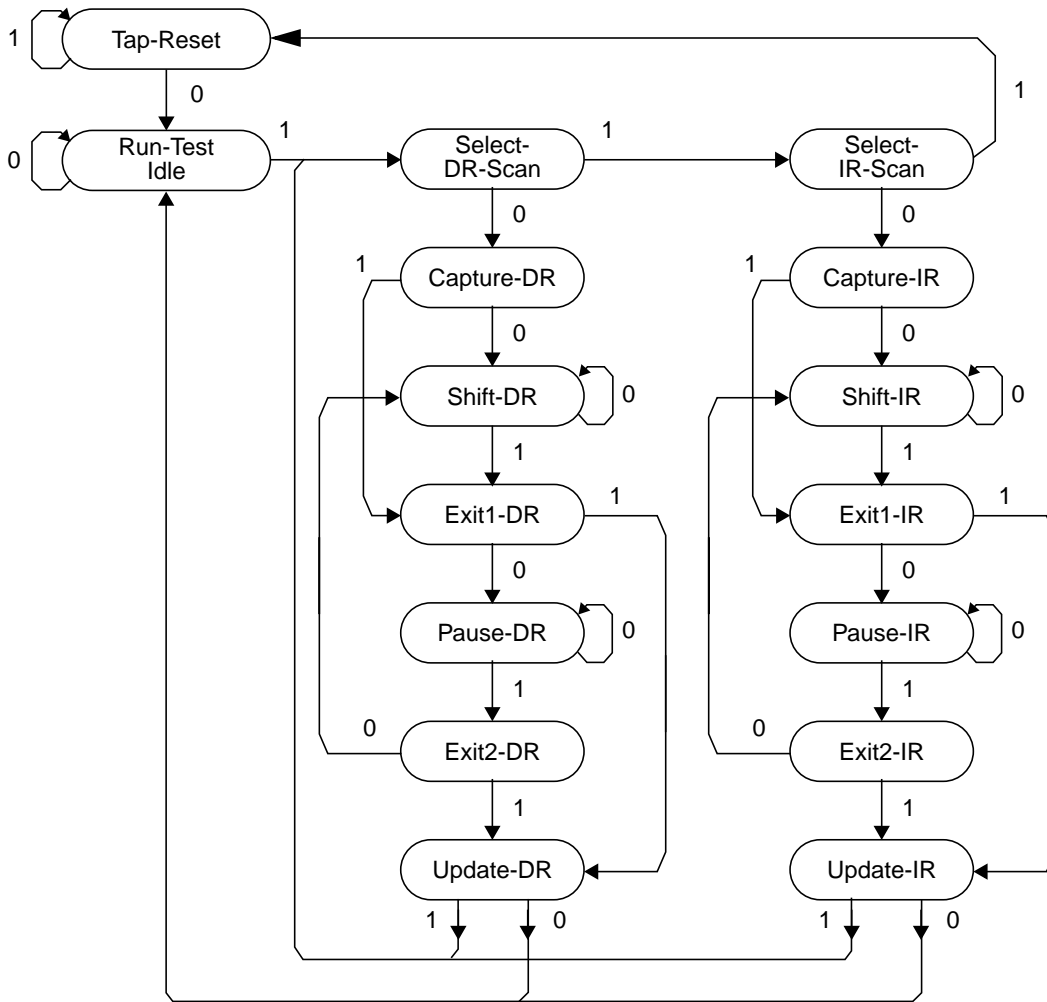 1
Tap-Reset
0
1
0
Run-Test
Idle
1
Select-
DR-Scan
1
Select-
IR-Scan
0
0
1
Capture-DR
1
Capture-IR
0
0
Shift-DR
0
Shift-IR
0
1
1
Exit1-DR
1
Exit1-IR
1
0
0
Pause-DR
0
Pause-IR
0
1
1
0
Exit2-DR
0
Exit2-IR
1
1
Update-DR
Update-IR
1
0
1
0